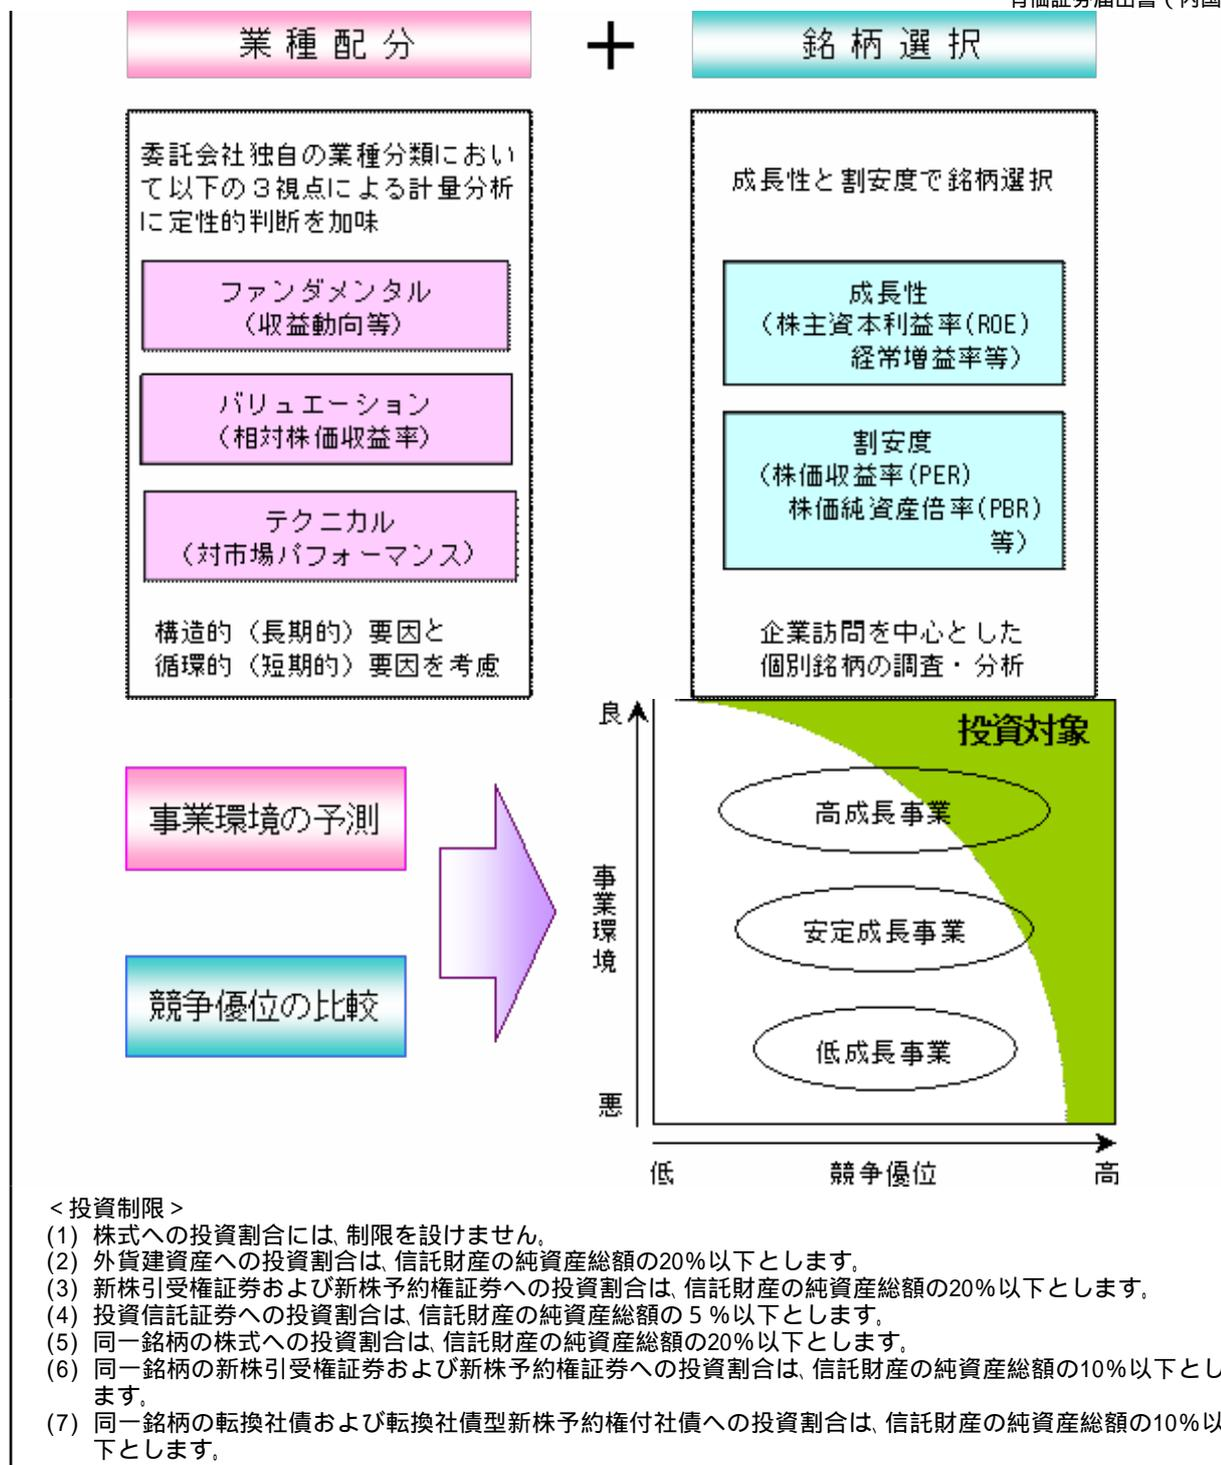 有価証券届出書（内国
業種配分
＋
銘柄選択
委託会社独自の業種分類におい
て以下の３視点による計量分析
に定性的判断を加味
ファンダメンタル
（収益動向等）
バリュエーション
（相対株価収益率）
テクニカル
（対市場パフォーマンス）
構造的（長期的）要因と
循環的（短期的）要因を考慮
成長性と割安度で銘柄選択
成長性
（株主資本利益率(ROE)
経常増益率等）
割安度
（株価収益率(PER)
株価純資産倍率(PBR)
等）
企業訪問を中心とした
個別銘柄の調査・分析
事業環境の予測
競争優位の比較
良
事業環境
悪
投資対象
高成長事業
安定成長事業
低成長事業
低
競争優位
高
＜投資制限＞
(1) 株式への投資割合には、制限を設けません。
(2) 外貨建資産への投資割合は、信託財産の純資産総額の20％以下とします。
(3) 新株引受権証券および新株予約権証券への投資割合は、信託財産の純資産総額の20％以下とします。
(4) 投資信託証券への投資割合は、信託財産の純資産総額の５％以下とします。
(5) 同一銘柄の株式への投資割合は、信託財産の純資産総額の20％以下とします。
(6) 同一銘柄の新株引受権証券および新株予約権証券への投資割合は、信託財産の純資産総額の10％以下とし
ます。
(7) 同一銘柄の転換社債および転換社債型新株予約権付社債への投資割合は、信託財産の純資産総額の10％以
下とします。